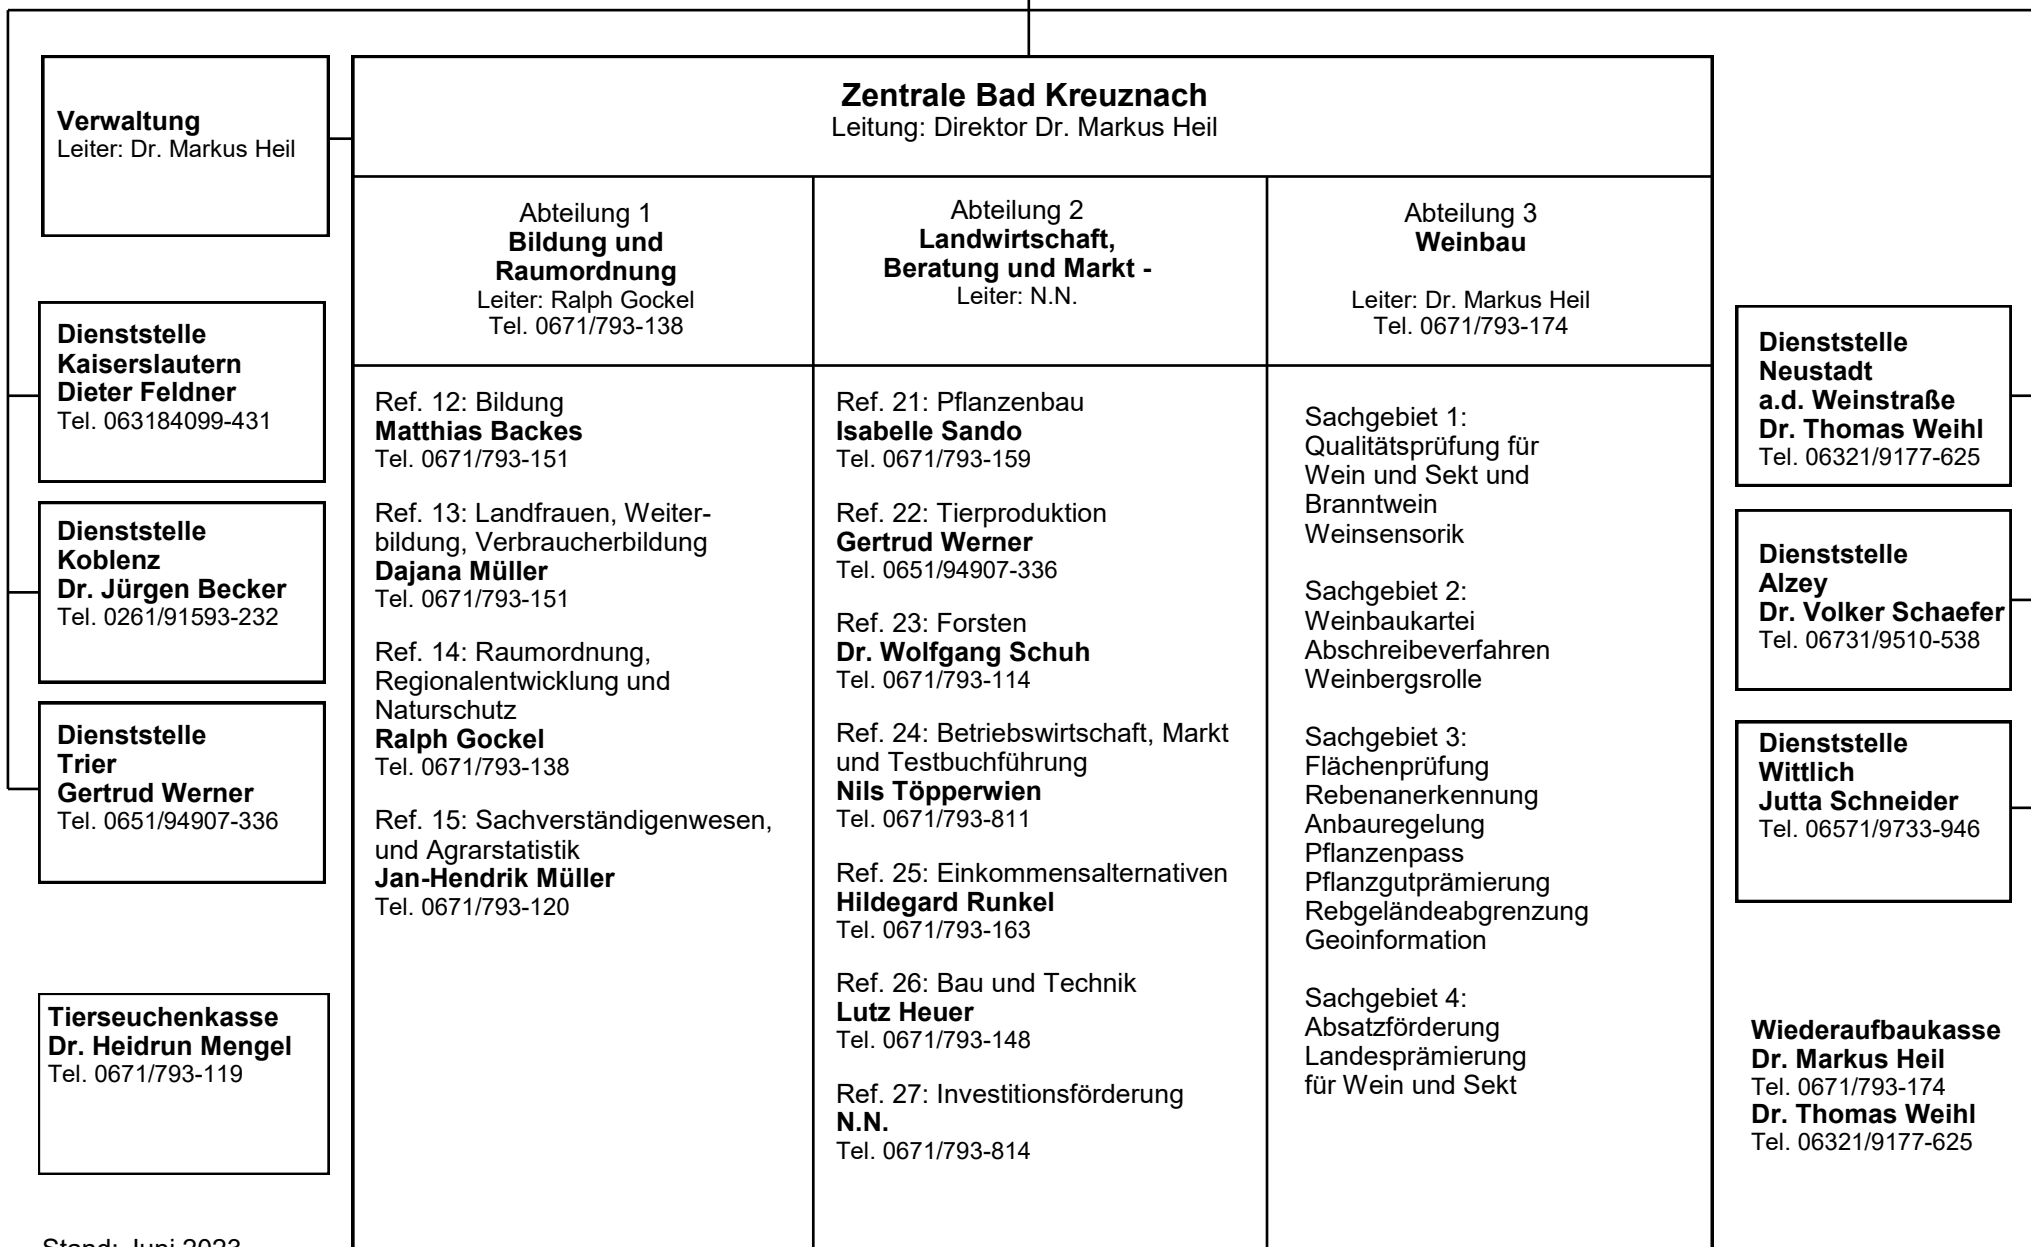 Zentrale Bad Kreuznach
Leitung: Direktor Dr. Markus Heil
Verwaltung
Leiter: Dr. Markus Heil
Dienststelle
Kaiserslautern
Dieter Feldner
Tel. 063184099-431
Dienststelle
Koblenz
Dr. Jürgen Becker
Tel. 0261/91593-232
Dienststelle
Trier
Gertrud Werner
Tel. 0651/94907-336
Tierseuchenkasse
Dr. Heidrun Mengel
Tel. 0671/793-119
Stand: Juni 2023
Abteilung 1
Bildung und
Raumordnung
Leiter: Ralph Gockel
Tel. 0671/793-138
Ref. 12: Bildung
Matthias Backes
Tel. 0671/793-151
Ref. 13: Landfrauen, Weiter-
bildung, Verbraucherbildung
Dajana Müller
Tel. 0671/793-151
Ref. 14: Raumordnung,
Regionalentwicklung und
Naturschutz
Ralph Gockel
Tel. 0671/793-138
Ref. 15: Sachverständigenwesen,
und Agrarstatistik
Jan-Hendrik Müller
Tel. 0671/793-120
Abteilung 2
Landwirtschaft,
Beratung und Markt -
Leiter: N.N.
Ref. 21: Pflanzenbau
Isabelle Sando
Tel. 0671/793-159
Ref. 22: Tierproduktion
Gertrud Werner
Tel. 0651/94907-336
Ref. 23: Forsten
Dr. Wolfgang Schuh
Tel. 0671/793-114
Ref. 24: Betriebswirtschaft, Markt
und Testbuchführung
Nils Töpperwien
Tel. 0671/793-811
Ref. 25: Einkommensalternativen
Hildegard Runkel
Tel. 0671/793-163
Ref. 26: Bau und Technik
Lutz Heuer
Tel. 0671/793-148
Ref. 27: Investitionsförderung
N.N.
Tel. 0671/793-814
Abteilung 3
Weinbau
Leiter: Dr. Markus Heil
Tel. 0671/793-174
Sachgebiet 1:
Qualitätsprüfung für
Wein und Sekt und
Branntwein
Weinsensorik
Sachgebiet 2:
Weinbaukartei
Abschreibeverfahren
Weinbergsrolle
Sachgebiet 3:
Flächenprüfung
Rebenanerkennung
Anbauregelung
Pflanzenpass
Pflanzgutprämierung
Rebgeländeabgrenzung
Geoinformation
Sachgebiet 4:
Absatzförderung
Landesprämierung
für Wein und Sekt
Dienststelle
Neustadt
a.d. Weinstraße
Dr. Thomas Weihl
Tel. 06321/9177-625
Dienststelle
Alzey
Dr. Volker Schaefer
Tel. 06731/9510-538
Dienststelle
Wittlich
Jutta Schneider
Tel. 06571/9733-946
Wiederaufbaukasse
Dr. Markus Heil
Tel. 0671/793-174
Dr. Thomas Weihl
Tel. 06321/9177-625